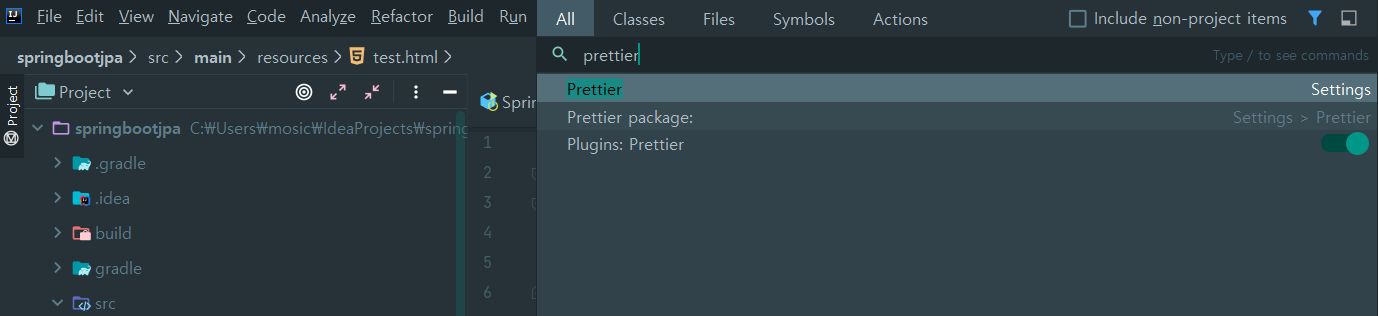 IJ File Edit View Navigate Code Analyze Refactor Build Run
springbootjpa > src > main > resources > test.html >
Project
Project
springbootjpa C:₩Users₩mosic₩IdeaProjects₩spring
.gradle
.idea
build
gradle
src
Sprin
1
2
3
4
5
6
All Classes Files Symbols Actions Include non-project items
prettier Type / to see commands
Prettier Settings
Prettier package: Settings > Prettier
Plugins: Prettier